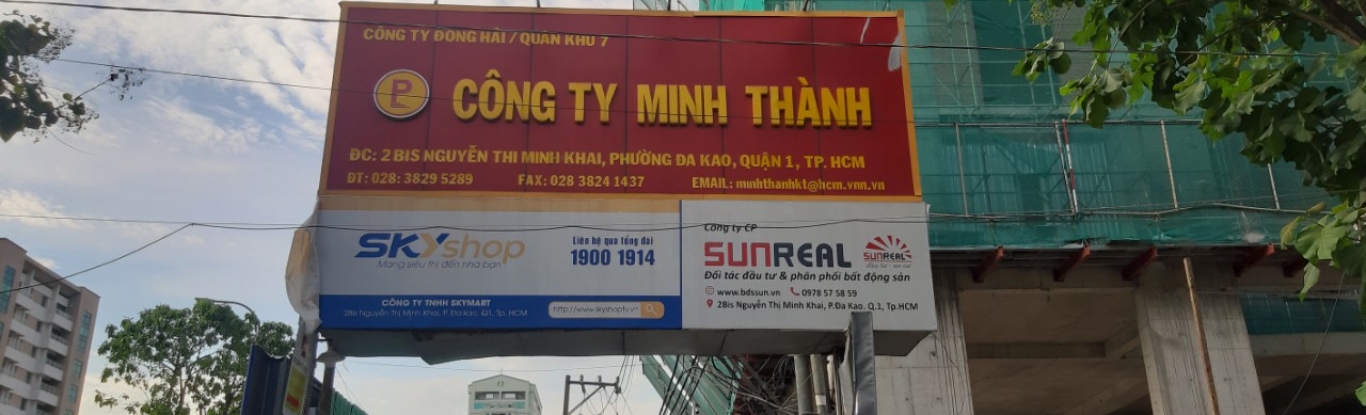 CÔNG TY ĐÔNG HẢI / QUÂN KHU 7
PL
CÔNG TY MINH THÀNH
ĐC: 2 BIS NGUYỄN THỊ MINH KHAI, PHƯỜNG ĐA KAO, QUẬN 1, TP. HCM
ĐT: 028: 3829 5289 FAX: 028 3824 1437 EMAIL: minhthanhkt@hcm.vnn.vn
SKYshop
Mang siêu thị đến nhà bạn
Liên hệ qua tổng đài
1900 1914
CÔNG TY TNHH SKYMART
2Bis Nguyễn Thị Minh Khai, P. Đa kao, Q1, Tp. HCM
http://www.skyshoptv.vn
Công ty CP
SUNREAL
SUNREAL
Đối tác đầu tư & phân phối bất động sản
www.bdssun.vn 0978 57 58 59
2Bis Nguyễn Thị Minh Khai, P.Đa Kao, Q.1, Tp.HCM